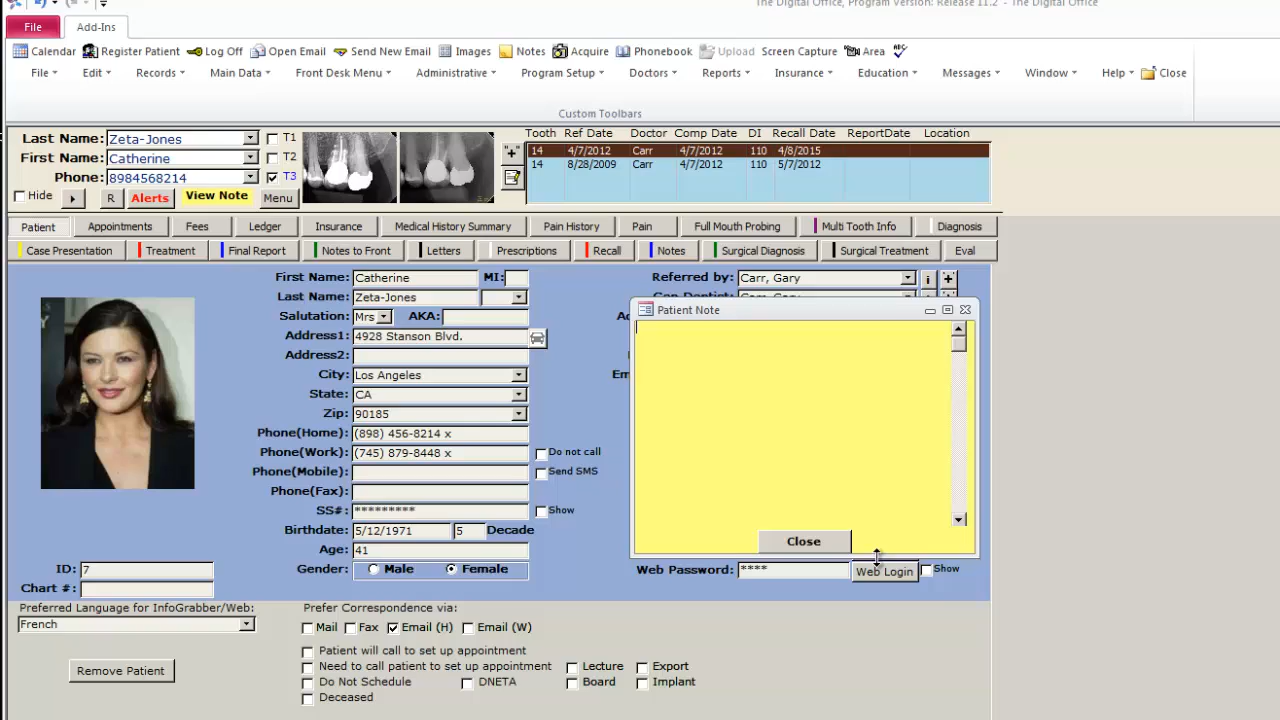 The Digital Office, Program Version: Release 11.2 - The Digital Office
File Add-Ins
Calendar Register Patient Log Off Open Email Send New Email Images Notes Acquire Phonebook Upload Screen Capture Area ABC
File Edit Records Main Data Front Desk Menu Administrative Program Setup Doctors Reports Insurance Education Messages Window Help Close
Custom Toolbars
Last Name: Zeta-Jones T1
First Name: Catherine T2
Phone: 8984568214 T3
Hide R Alerts View Note Menu
Tooth Ref Date Doctor Comp Date DI Recall Date ReportDate Location
14 4/7/2012 Carr 4/7/2012 110 4/8/2015
14 8/28/2009 Carr 4/7/2012 110 5/7/2012
Patient Appointments Fees Ledger Insurance Medical History Summary Pain History Pain Full Mouth Probing Multi Tooth Info Diagnosis
Case Presentation Treatment Final Report Notes to Front Letters Prescriptions Recall Notes Surgical Diagnosis Surgical Treatment Eval
First Name: Catherine MI:
Last Name: Zeta-Jones
Salutation: Mrs AKA:
Address1: 4928 Stanson Blvd.
Address2:
City: Los Angeles
State: CA
Zip: 90185
Phone(Home): (898) 456-8214 x
Phone(Work): (745) 879-8448 x Do not call
Phone(Mobile): Send SMS
Phone(Fax):
SS#: ********* Show
Birthdate: 5/12/1971 5 Decade
Age: 41
Gender: Male Female
ID: 7
Chart #:
Referred by: Carr, Gary i +
Patient Note
Close
Web Password: **** Web Login Show
Preferred Language for InfoGrabber/Web:
French
Remove Patient
Prefer Correspondence via:
Mail Fax Email (H) Email (W)
Patient will call to set up appointment
Need to call patient to set up appointment Lecture Export
Do Not Schedule DNETA Board Implant
Deceased